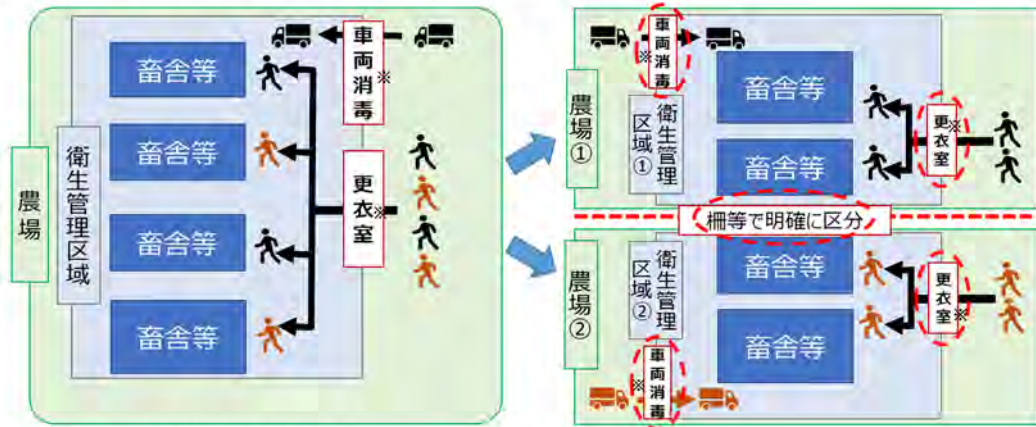 農場
衛生管理区域
畜舎等
畜舎等
畜舎等
畜舎等
車両消毒※
更衣室※
農場①
衛生管理
区域①
車両消毒※
畜舎等
畜舎等
更衣室※
柵等で明確に区分
農場②
衛生管理
区域②
車両消毒※
畜舎等
畜舎等
更衣室※